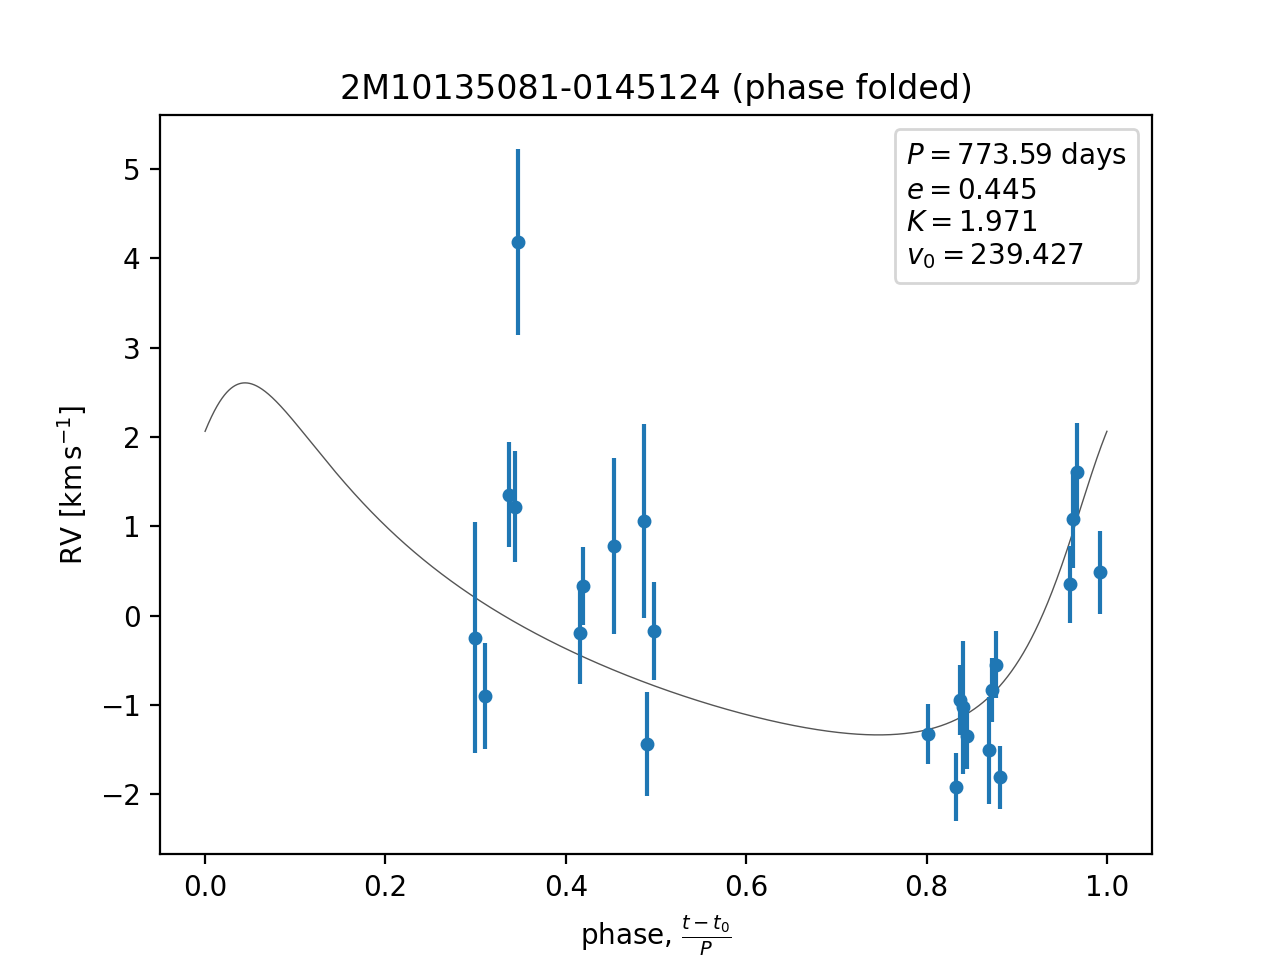 2M10135081-0145124 (phase folded)
P = 773.59 days
e = 0.445
K = 1.971
v₀ = 239.427
RV [km s⁻¹]
5
4
3
2
1
0
−1
−2
0.0 0.2 0.4 0.6 0.8 1.0
phase, (t − t₀)/P